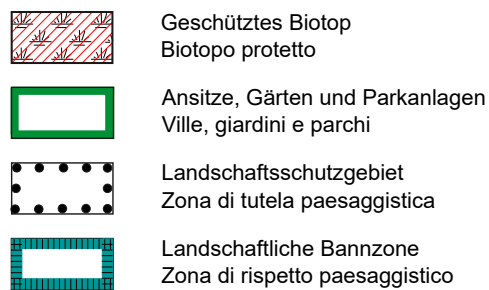 Geschütztes Biotop
Biotopo protetto
Ansitze, Gärten und Parkanlagen
Ville, giardini e parchi
Landschaftsschutzgebiet
Zona di tutela paesaggistica
Landschaftliche Bannzone
Zona di rispetto paesaggistico